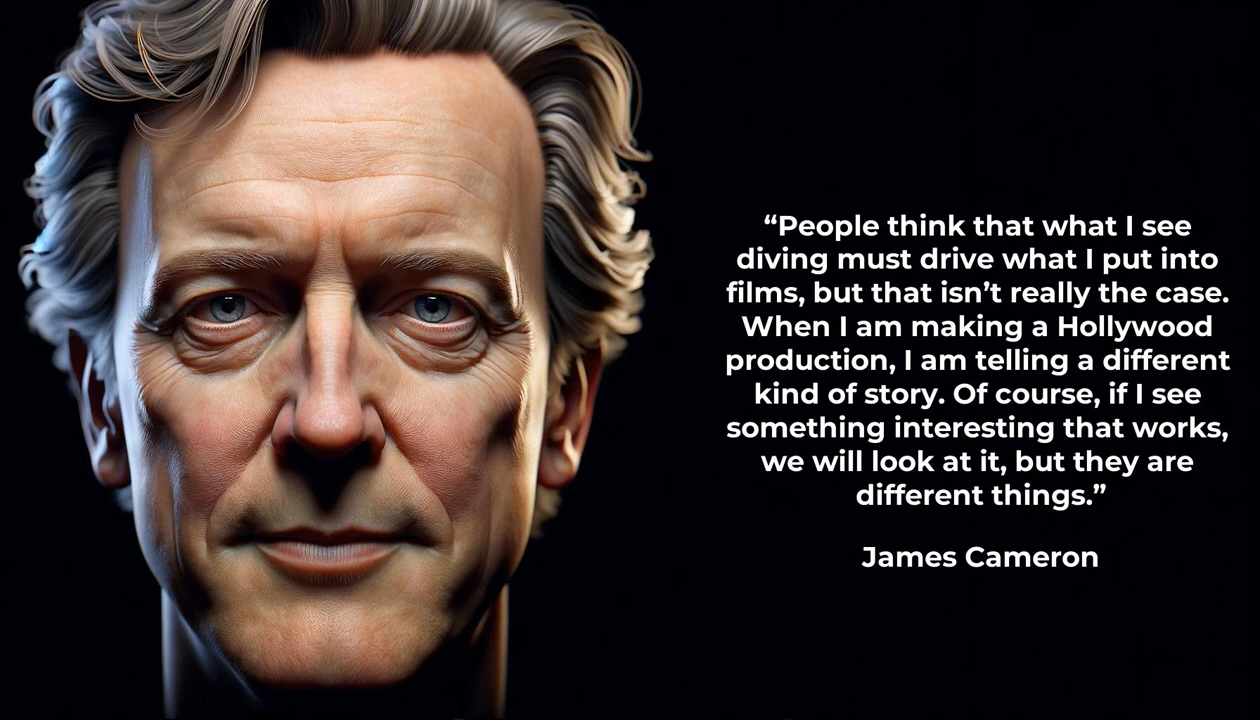 “People think that what I see
diving must drive what I put into
films, but that isn’t really the case.
When I am making a Hollywood
production, I am telling a different
kind of story. Of course, if I see
something interesting that works,
we will look at it, but they are
different things.”
James Cameron